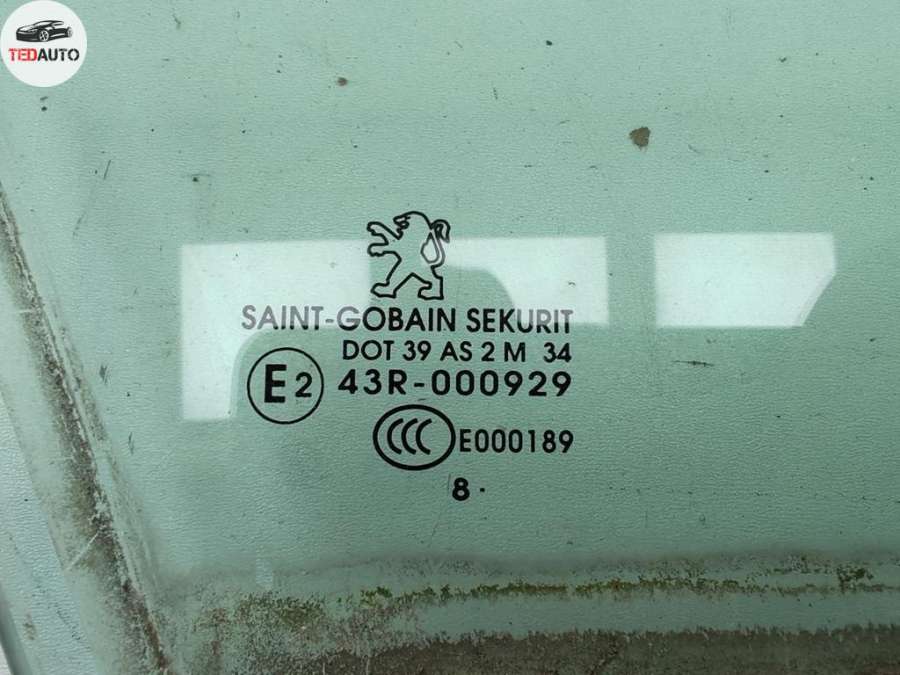 TEDAUTO
SAINT-GOBAIN SEKURIT
DOT 39 AS 2 M 34
E2 43R-000929
CCC E000189
8 .